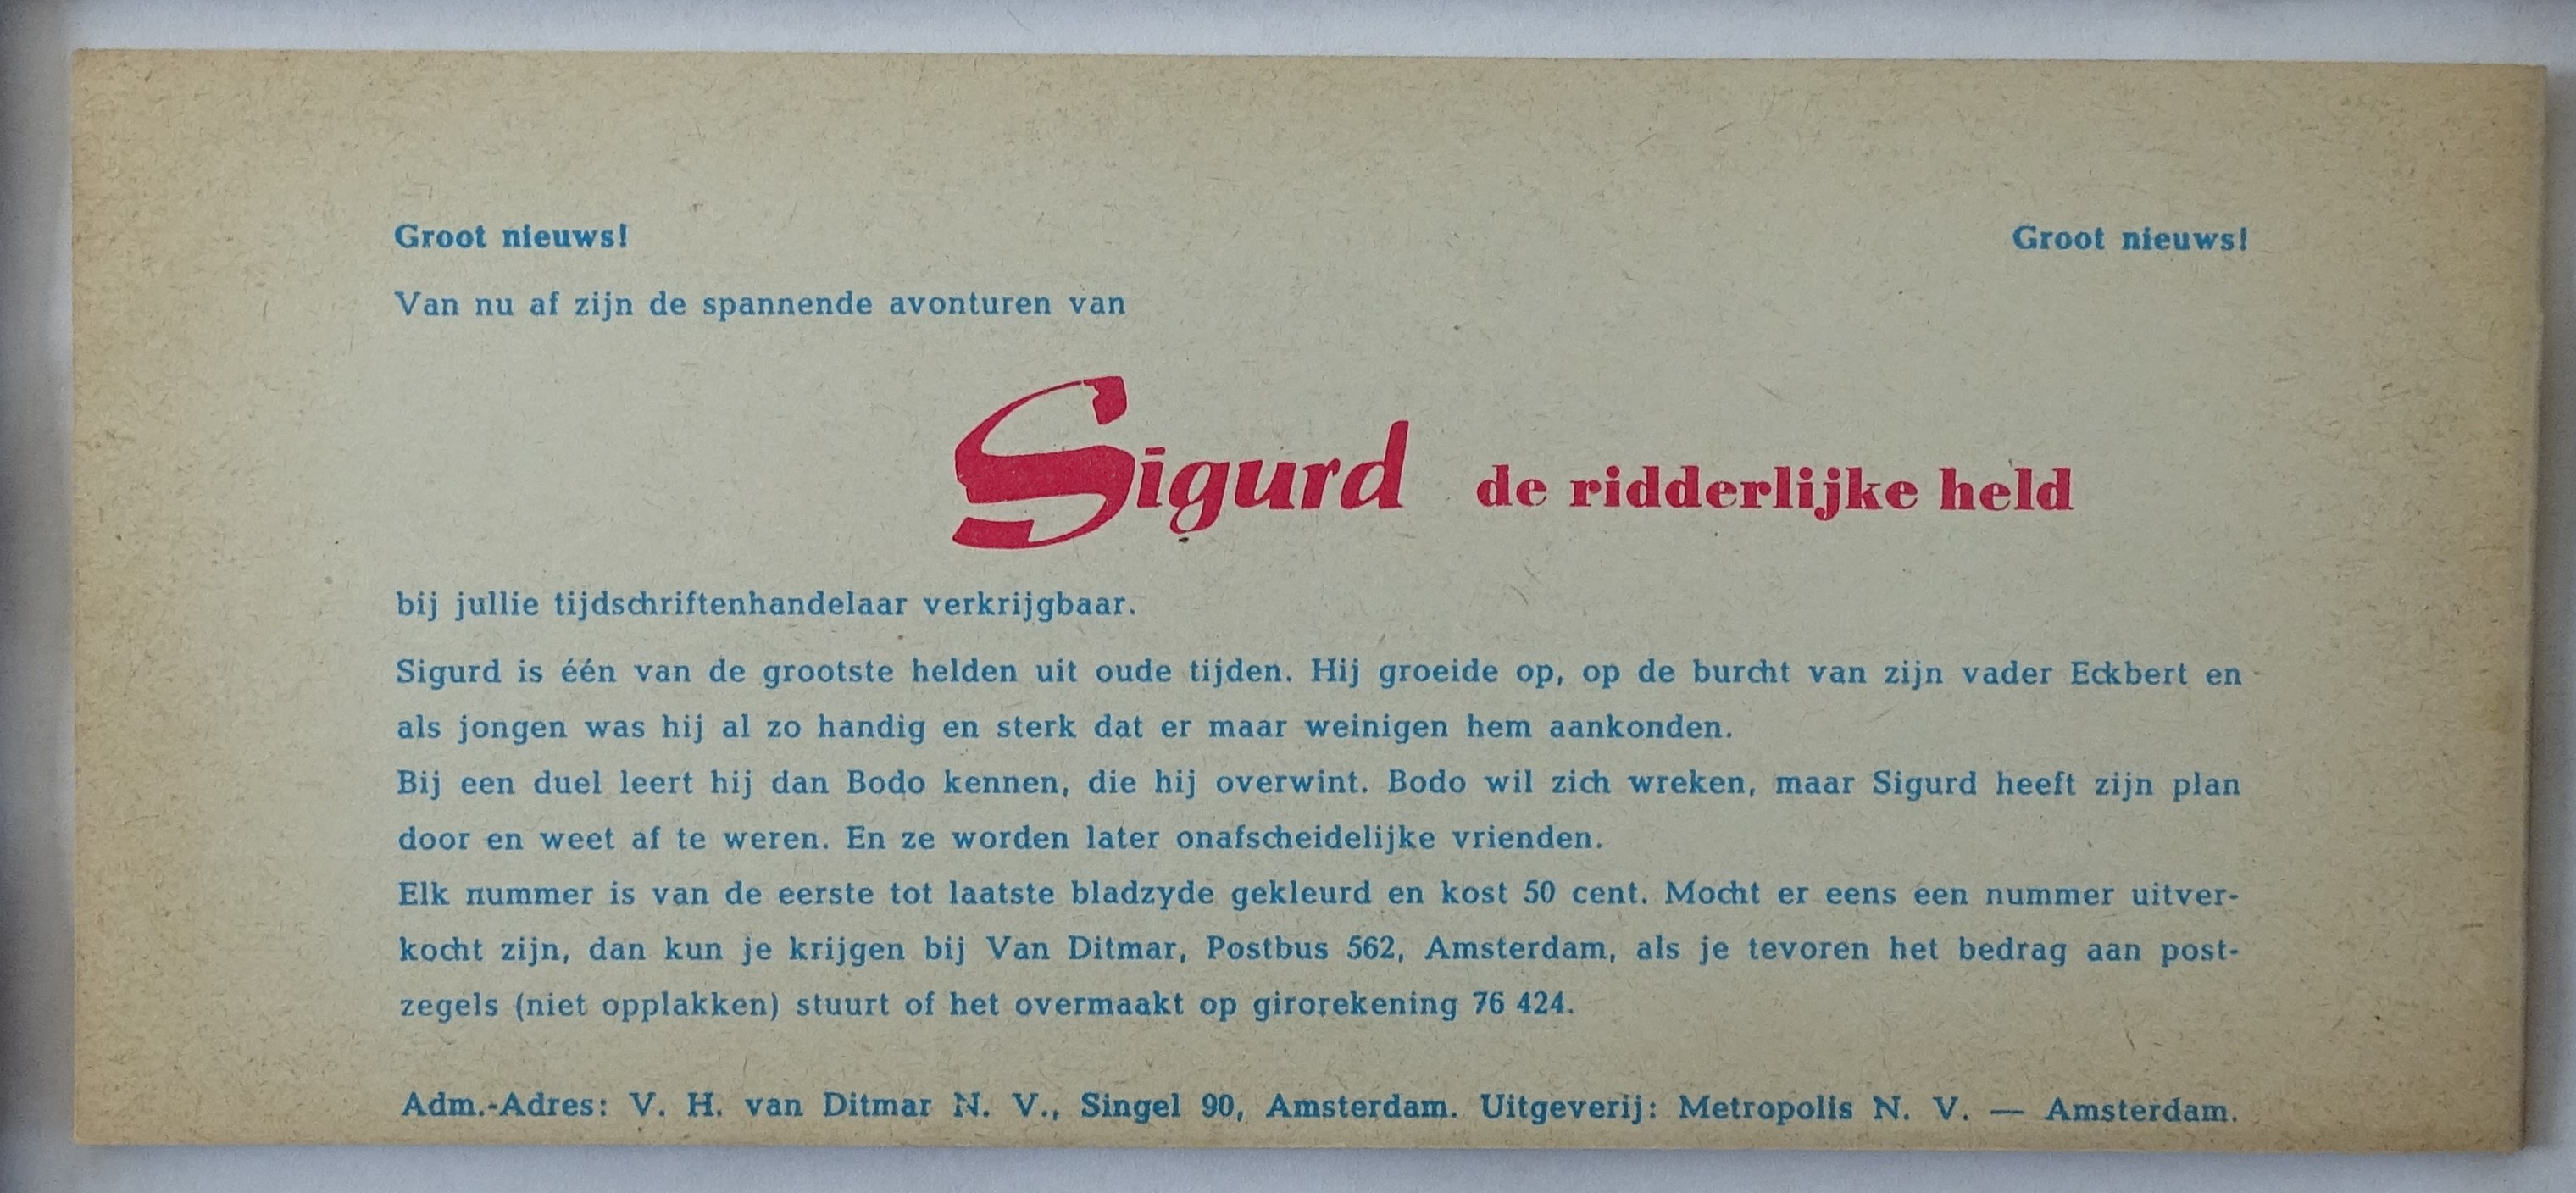 Groot nieuws! Groot nieuws!
Van nu af zijn de spannende avonturen van
Sigurd de ridderlijke held
bij jullie tijdschriftenhandelaar verkrijgbaar.
Sigurd is één van de grootste helden uit oude tijden. Hij groeide op, op de burcht van zijn vader Eckbert en
als jongen was hij al zo handig en sterk dat er maar weinigen hem aankonden.
Bij een duel leert hij dan Bodo kennen, die hij overwint. Bodo wil zich wreken, maar Sigurd heeft zijn plan
door en weet af te weren. En ze worden later onafscheidelijke vrienden.
Elk nummer is van de eerste tot laatste bladzyde gekleurd en kost 50 cent. Mocht er eens een nummer uitver-
kocht zijn, dan kun je krijgen bij Van Ditmar, Postbus 562, Amsterdam, als je tevoren het bedrag aan post-
zegels (niet opplakken) stuurt of het overmaakt op girorekening 76 424.
Adm.-Adres: V. H. van Ditmar N. V., Singel 90, Amsterdam. Uitgeverij: Metropolis N. V. — Amsterdam.